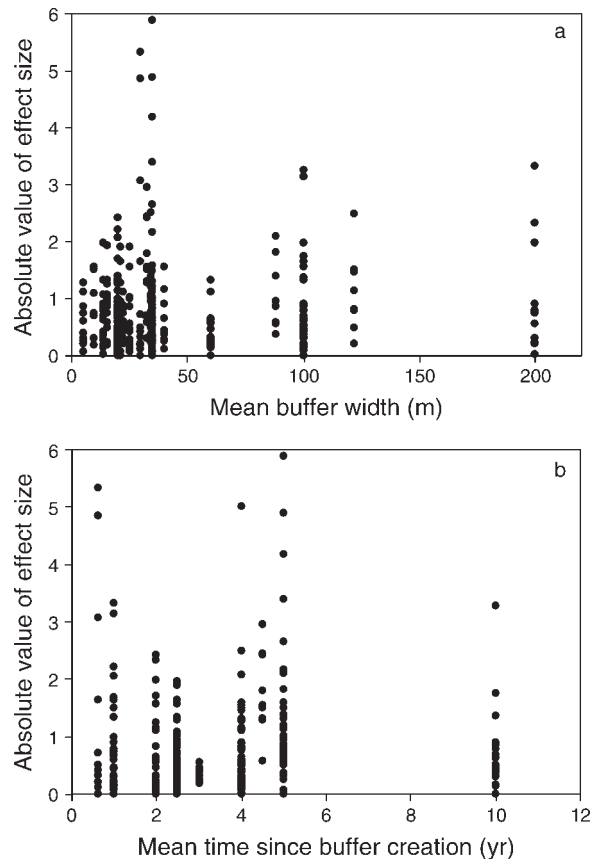 a
6
5
4
3
2
1
0
Absolute value of effect size
0 50 100 150 200
Mean buffer width (m)
b
6
5
4
3
2
1
0
Absolute value of effect size
0 2 4 6 8 10 12
Mean time since buffer creation (yr)